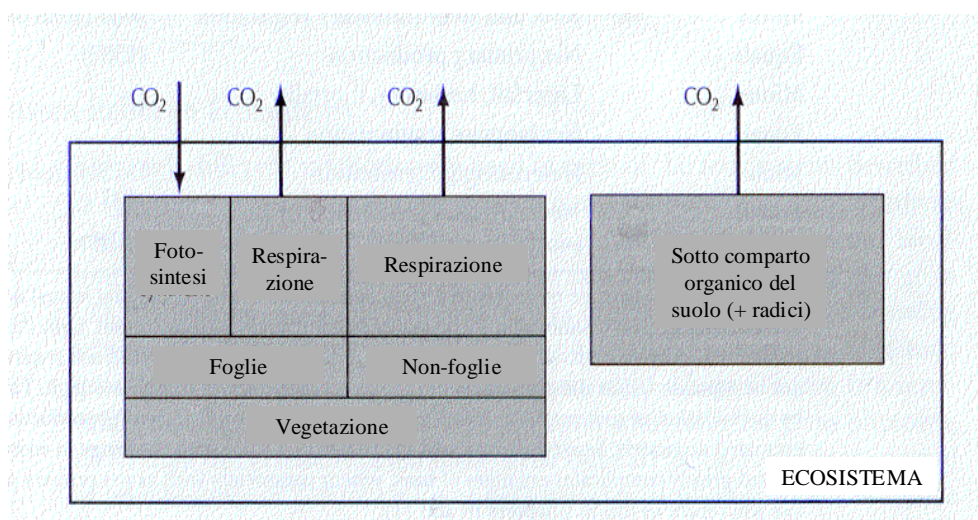 CO2 CO2 CO2 CO2
Foto-
sintesi
Respira-
zione
Respirazione
Sotto comparto
organico del
suolo (+ radici)
Foglie
Non-foglie
Vegetazione
ECOSISTEMA